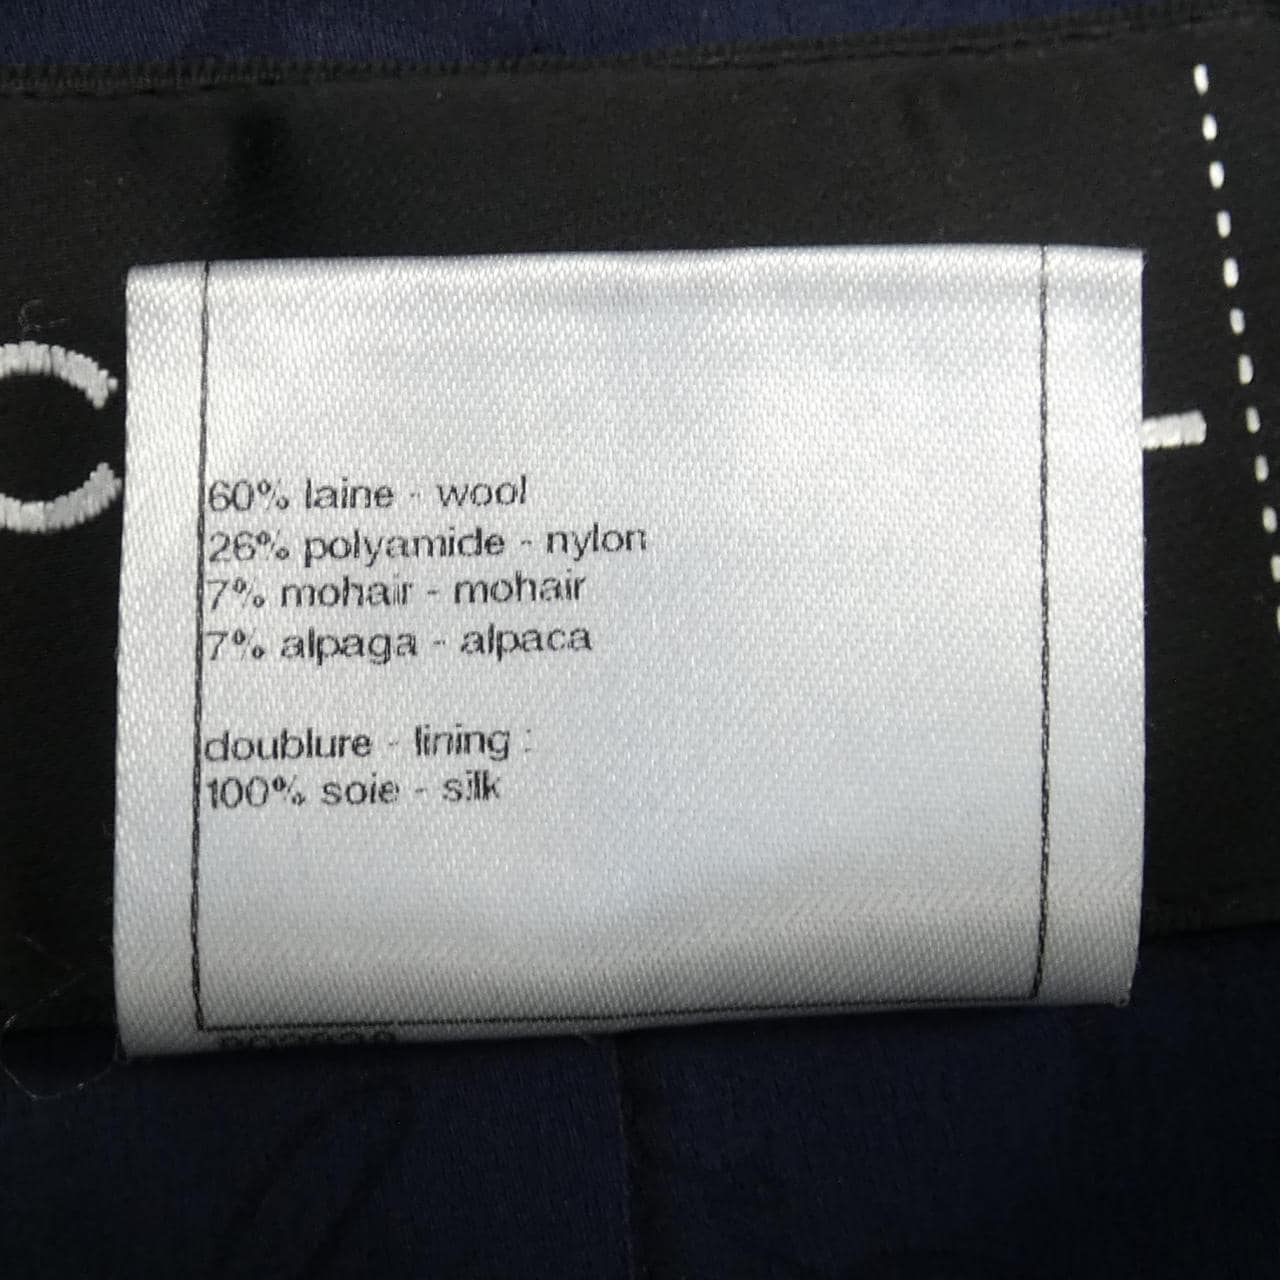 60% laine - wool
26% polyamide - nylon
7% mohair - mohair
7% alpaga - alpaca
doublure - lining :
100% soie - silk